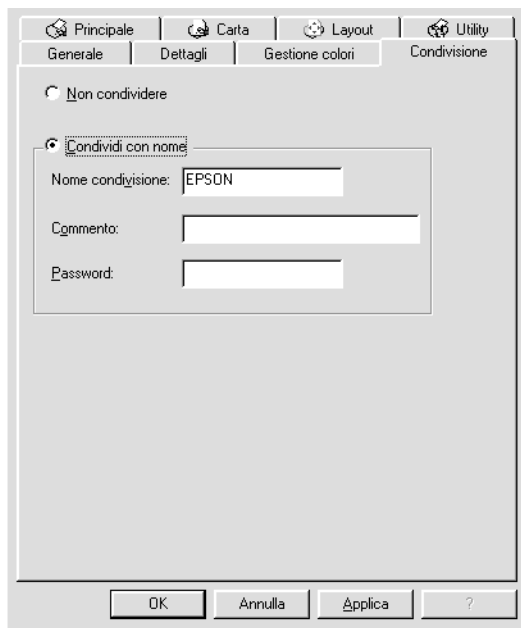 Principale Carta Layout Utility
Generale Dettagli Gestione colori Condivisione
Non condividere
Condividi con nome
Nome condivisione: EPSON
Commento:
Password:
OK Annulla Applica ?